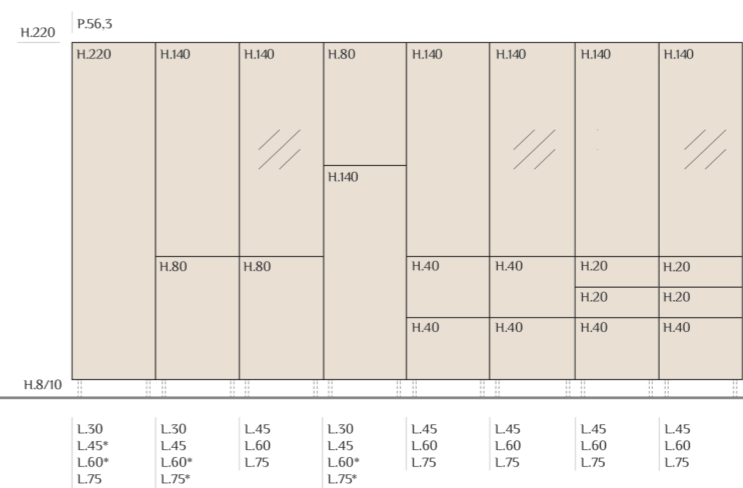 P.56,3
H.220
H.220 H.140 H.140 H.80 H.140 H.140 H.140 H.140
H.140
H.80 H.80 H.40 H.40 H.20 H.20
H.20 H.20
H.40 H.40 H.40 H.40
H.8/10
L.30 L.30 L.45 L.30 L.45 L.45 L.45 L.45
L.45* L.45 L.60 L.45 L.60 L.60 L.60 L.60
L.60* L.60* L.75 L.60* L.75 L.75 L.75 L.75
L.75 L.75* L.75*